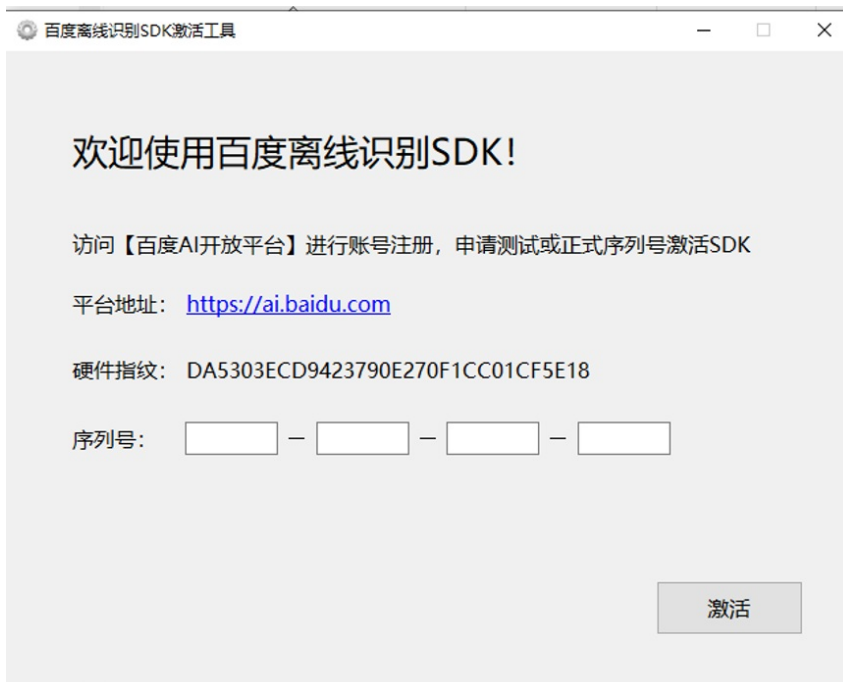 百度离线识别SDK激活工具
欢迎使用百度离线识别SDK！
访问【百度AI开放平台】进行账号注册，申请测试或正式序列号激活SDK
平台地址： https://ai.baidu.com
硬件指纹： DA5303ECD9423790E270F1CC01CF5E18
序列号： — — —
激活